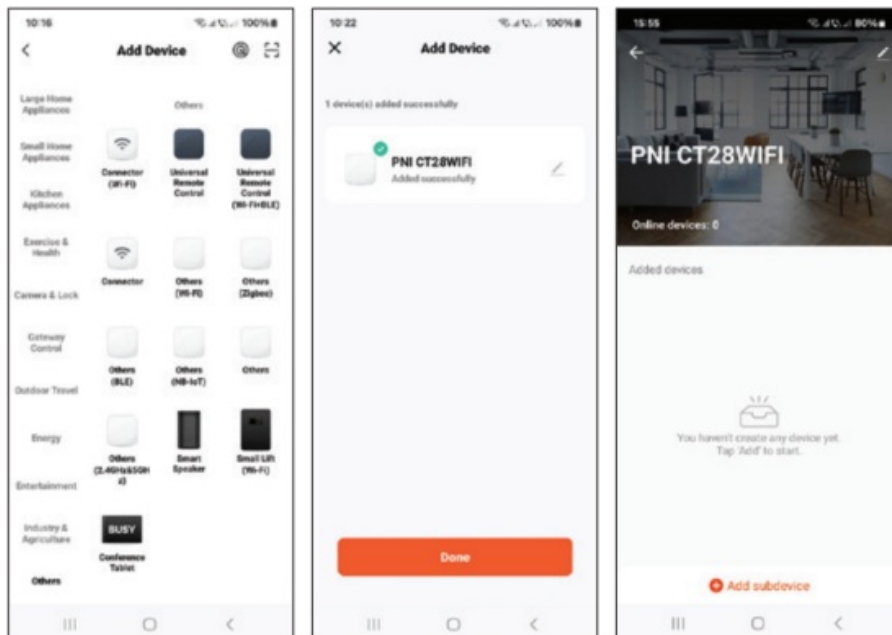 10:16
100%
Add Device
Large Home
Appliances
Small Home
Appliances
Kitchen
Appliances
Exercise &
Health
Camera & Lock
Gateway
Control
Outdoor Travel
Energy
Entertainment
Industry &
Agriculture
Others
Others
Connector
(Wi-Fi)
Universal
Remote
Control
Universal
Remote
Control
(Wi-Fi+BLE)
Connector
Others
(Wi-Fi)
Others
(Zigbee)
Others
(BLE)
Others
(NB-IoT)
Others
Others
(2.4GHz&5GH
z)
Smart
Speaker
Small Lift
(Wi-Fi)
BUSY
Conference
Tablet
10:22
100%
Add Device
1 device(s) added successfully
PNI CT28WIFI
Added successfully
Done
15:55
80%
PNI CT28WIFI
Online devices: 0
Added devices
You haven't create any device yet.
Tap 'Add' to start.
Add subdevice